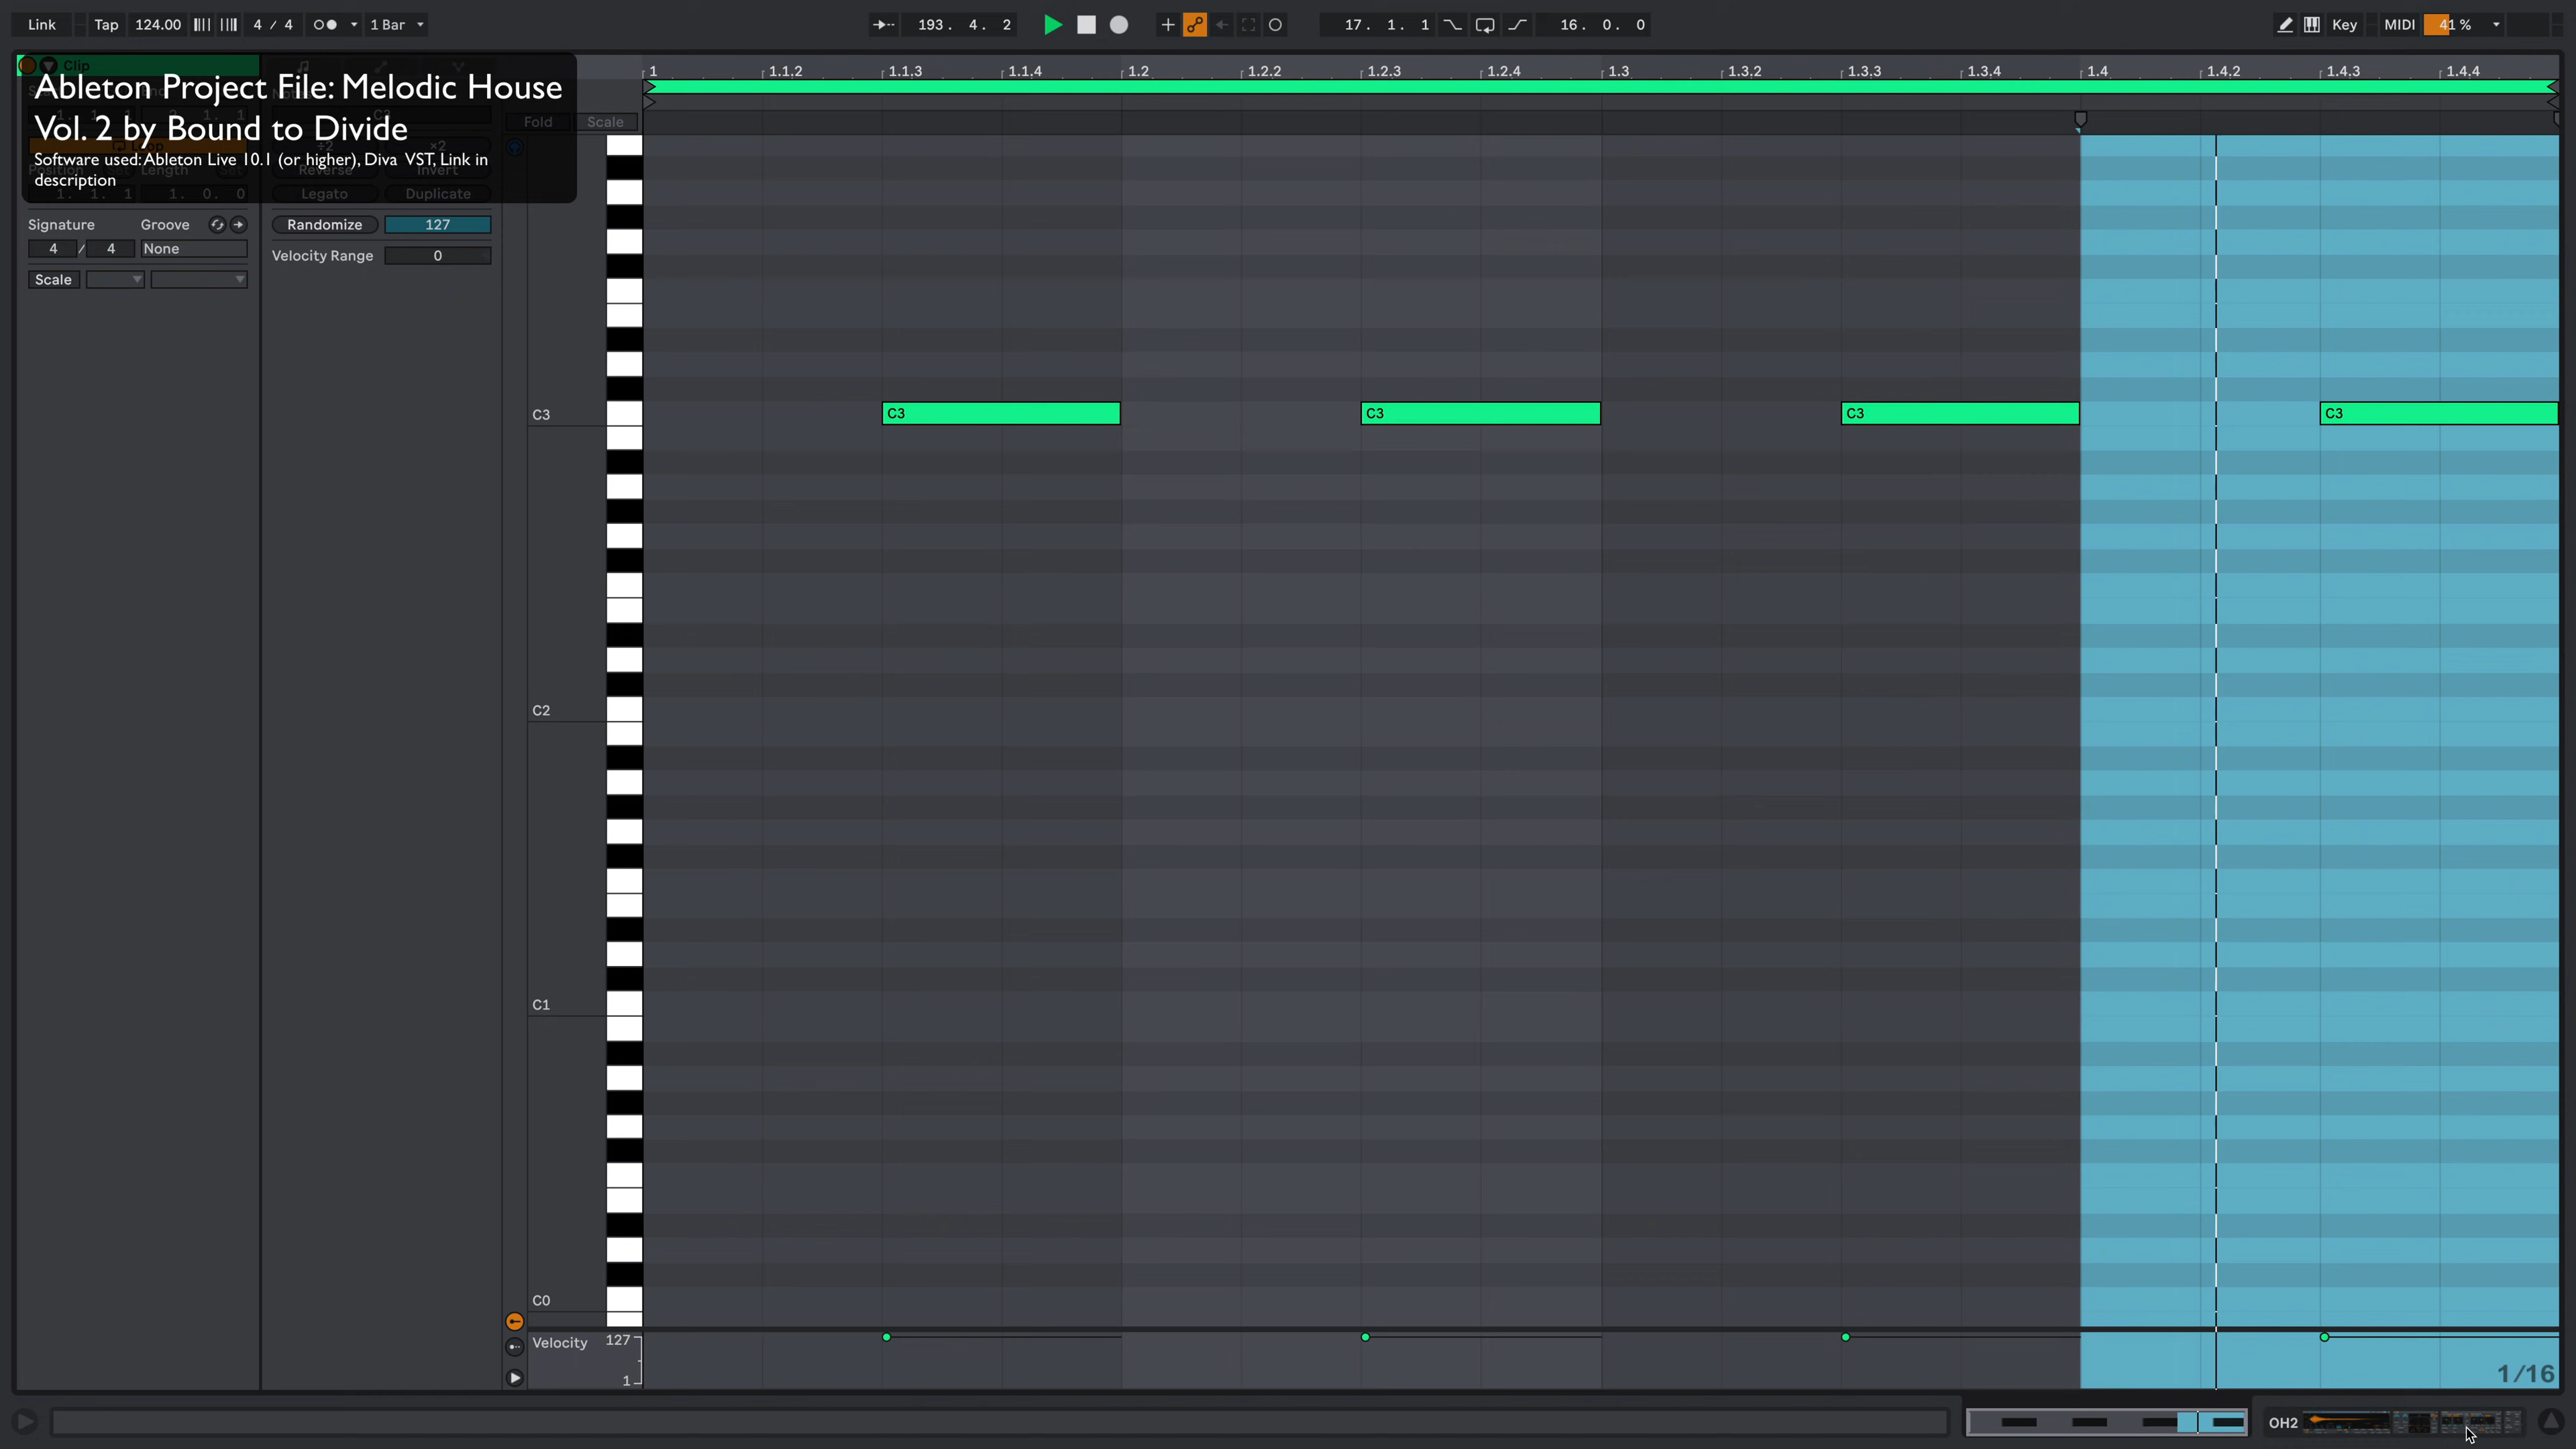 Link Tap 124.00 4 / 4 1 Bar 193. 4. 2 17. 1. 1 16. 0. 0 Key MIDI 41 %
Clip
Ableton Project File: Melodic House
Vol. 2 by Bound to Divide
Software used: Ableton Live 10.1 (or higher), Diva VST, Link in
description
Loop ÷2 ×2
Position Set Length Set Reverse Invert
1. 1. 1 1. 0. 0 Legato Duplicate
Signature Groove Randomize 127
4 / 4 None Velocity Range 0
Scale
1 1.1.2 1.1.3 1.1.4 1.2 1.2.2 1.2.3 1.2.4 1.3 1.3.2 1.3.3 1.3.4 1.4 1.4.2 1.4.3 1.4.4
Fold Scale
C3 C3 C3 C3 C3
C2
C1
C0
Velocity 127
1 1/16
OH2